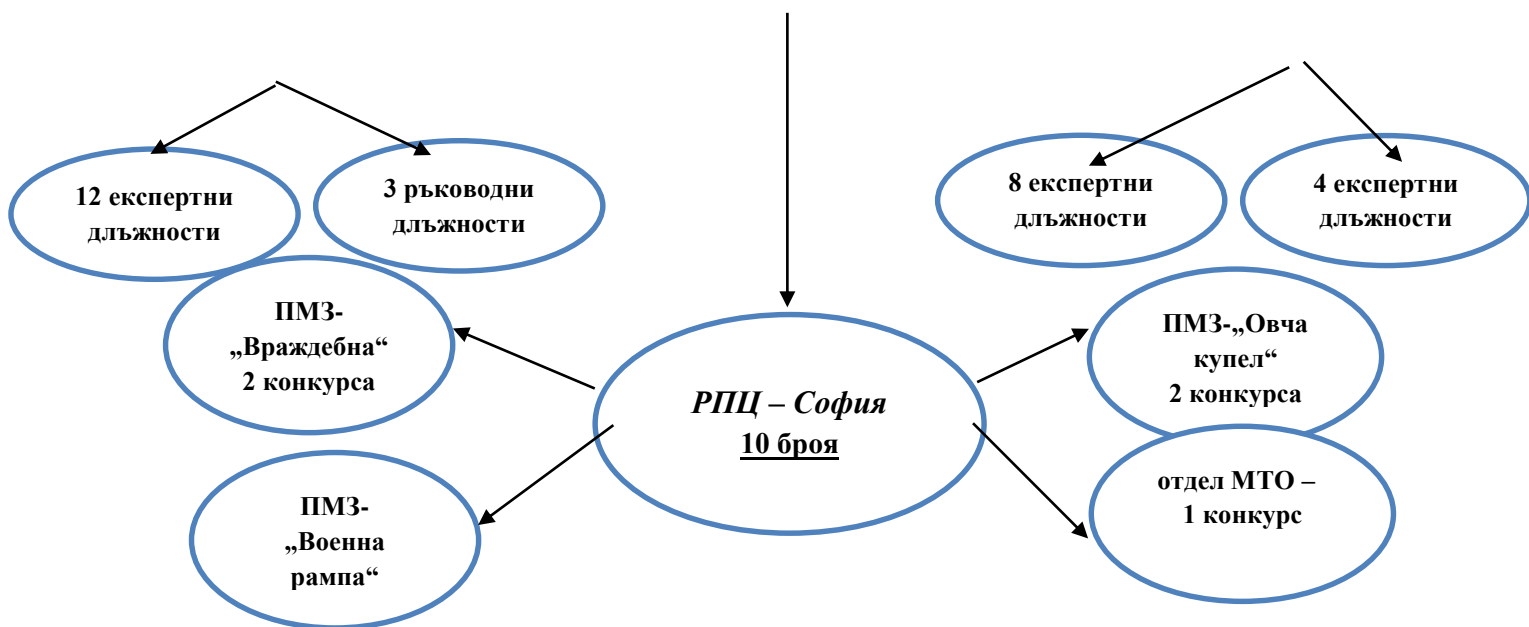 12 експертни
длъжности
3 ръководни
длъжности
8 експертни
длъжности
4 експертни
длъжности
ПМЗ-
„Враждебна“
2 конкурса
ПМЗ-„Овча
купел“
2 конкурса
РПЦ – София
10 броя
ПМЗ-
„Военна
рампа“
отдел МТО –
1 конкурс